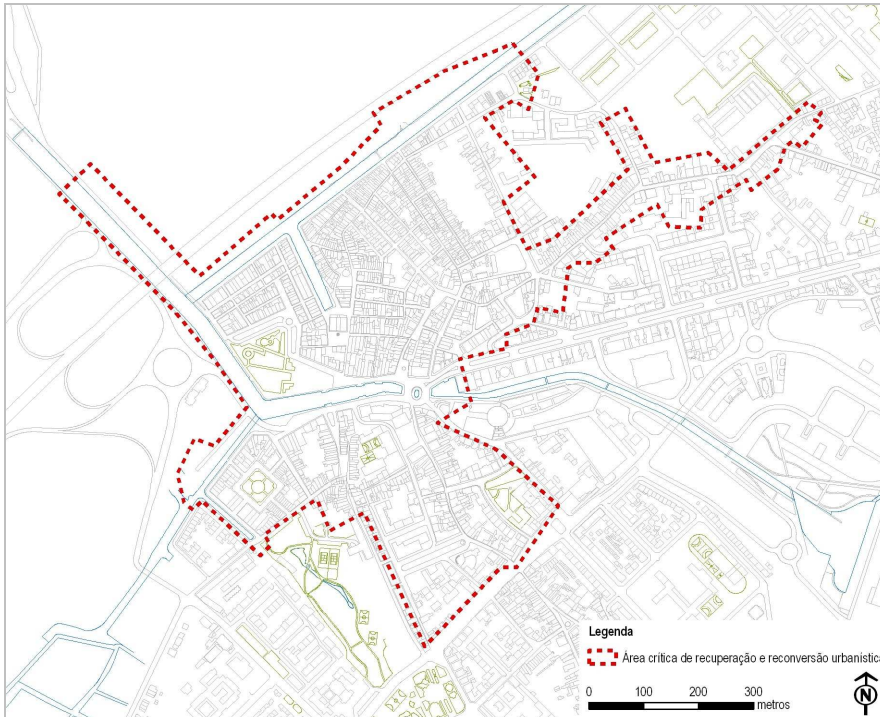 Legenda
Área crítica de recuperação e reconversão urbanística
0 100 200 300
metros
N